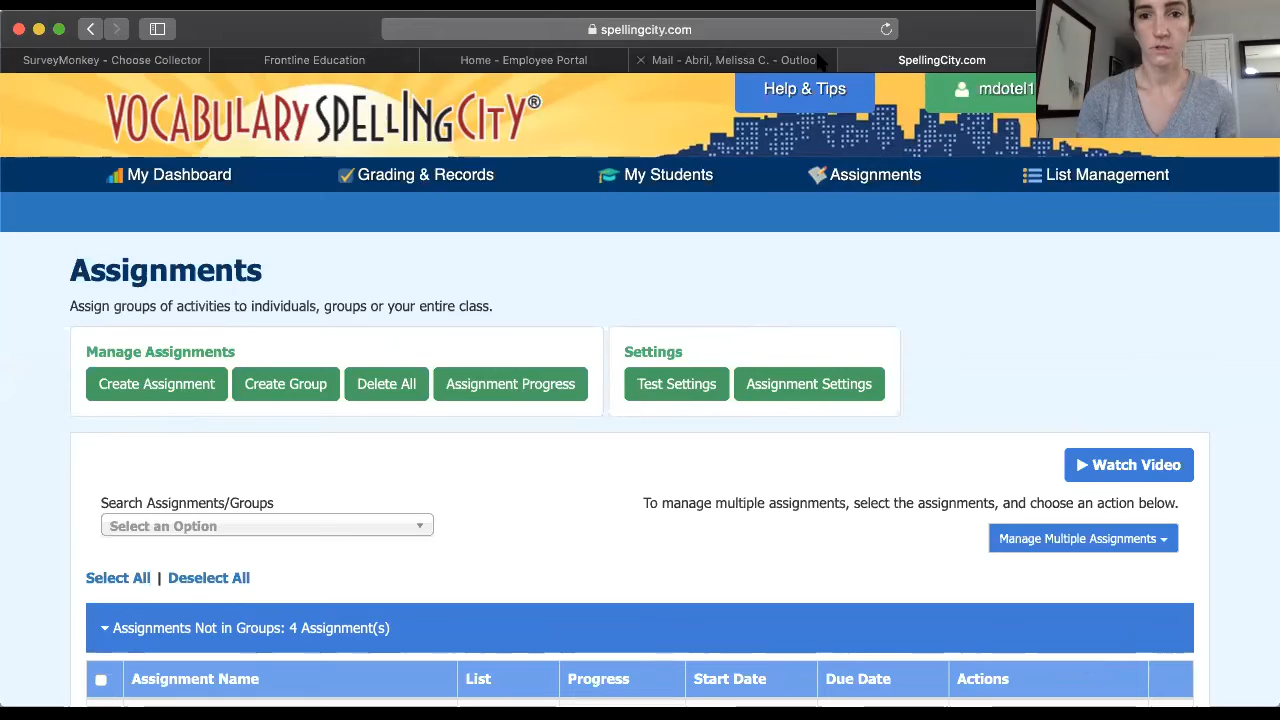 spellingcity.com
SurveyMonkey - Choose Collector
Frontline Education
Home - Employee Portal
Mail - Abril, Melissa C. - Outloo
SpellingCity.com
VOCABULARY SPELLINGCITY®
Help & Tips
mdotel1
My Dashboard
Grading & Records
My Students
Assignments
List Management
Assignments
Assign groups of activities to individuals, groups or your entire class.
Manage Assignments
Create Assignment
Create Group
Delete All
Assignment Progress
Settings
Test Settings
Assignment Settings
Watch Video
Search Assignments/Groups
Select an Option
To manage multiple assignments, select the assignments, and choose an action below.
Manage Multiple Assignments
Select All | Deselect All
Assignments Not in Groups: 4 Assignment(s)
Assignment Name
List
Progress
Start Date
Due Date
Actions